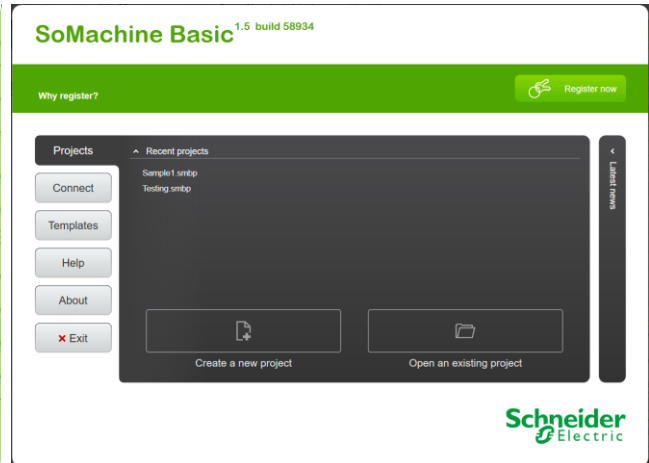 SoMachine Basic 1.5 build 58934
Why register?
Register now
Projects
Connect
Templates
Help
About
× Exit
Recent projects
Sample1.smbp
Testing.smbp
Create a new project
Open an existing project
Latest news
Schneider
Electric